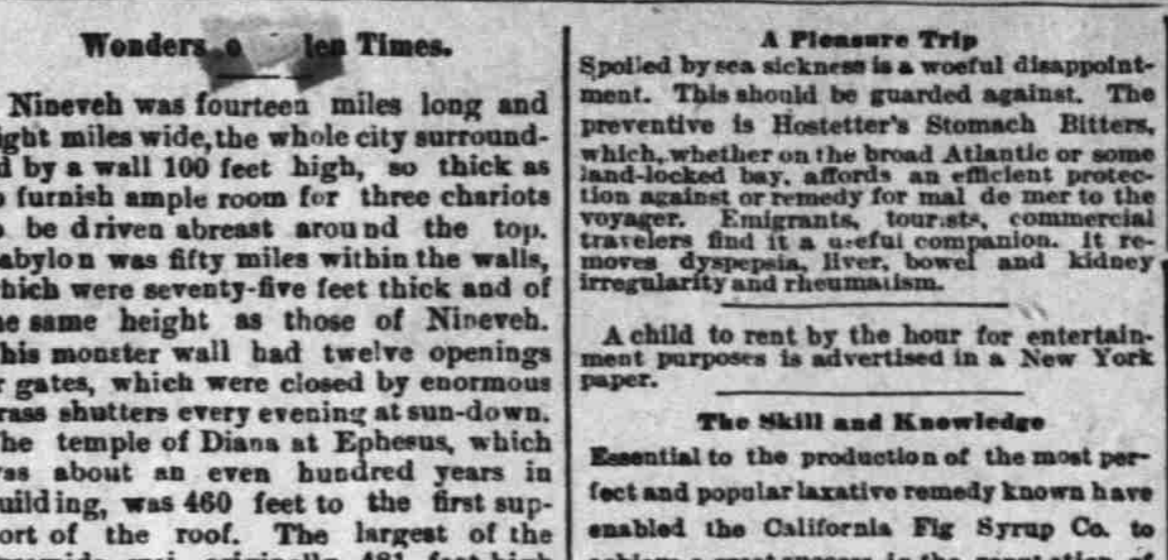 Wonders o len Times.
Nineveh was fourteen miles long and
ight miles wide, the whole city surround-
d by a wall 100 feet high, so thick as
o furnish ample room for three chariots
o be driven abreast around the top.
abylon was fifty miles within the walls,
hich were seventy-five feet thick and of
he same height as those of Nineveh.
his monster wall had twelve openings
r gates, which were closed by enormous
rass shutters every evening at sun-down.
he temple of Diana at Ephesus, which
as about an even hundred years in
uilding, was 460 feet to the first sup-
ort of the roof. The largest of the
originally 481 feet high
A Pleasure Trip
Spoiled by sea sickness is a woeful disappoint-
ment. This should be guarded against. The
preventive is Hostetter's Stomach Bitters,
which, whether on the broad Atlantic or some
land-locked bay, affords an efficient protec-
tion against or remedy for mal de mer to the
voyager. Emigrants, tourists, commercial
travelers find it a useful companion. It re-
moves dyspepsia, liver, bowel and kidney
irregularity and rheumatism.
A child to rent by the hour for entertain-
ment purposes is advertised in a New York
paper.
The Skill and Knowledge
Essential to the production of the most per-
fect and popular laxative remedy known have
enabled the California Fig Syrup Co. to